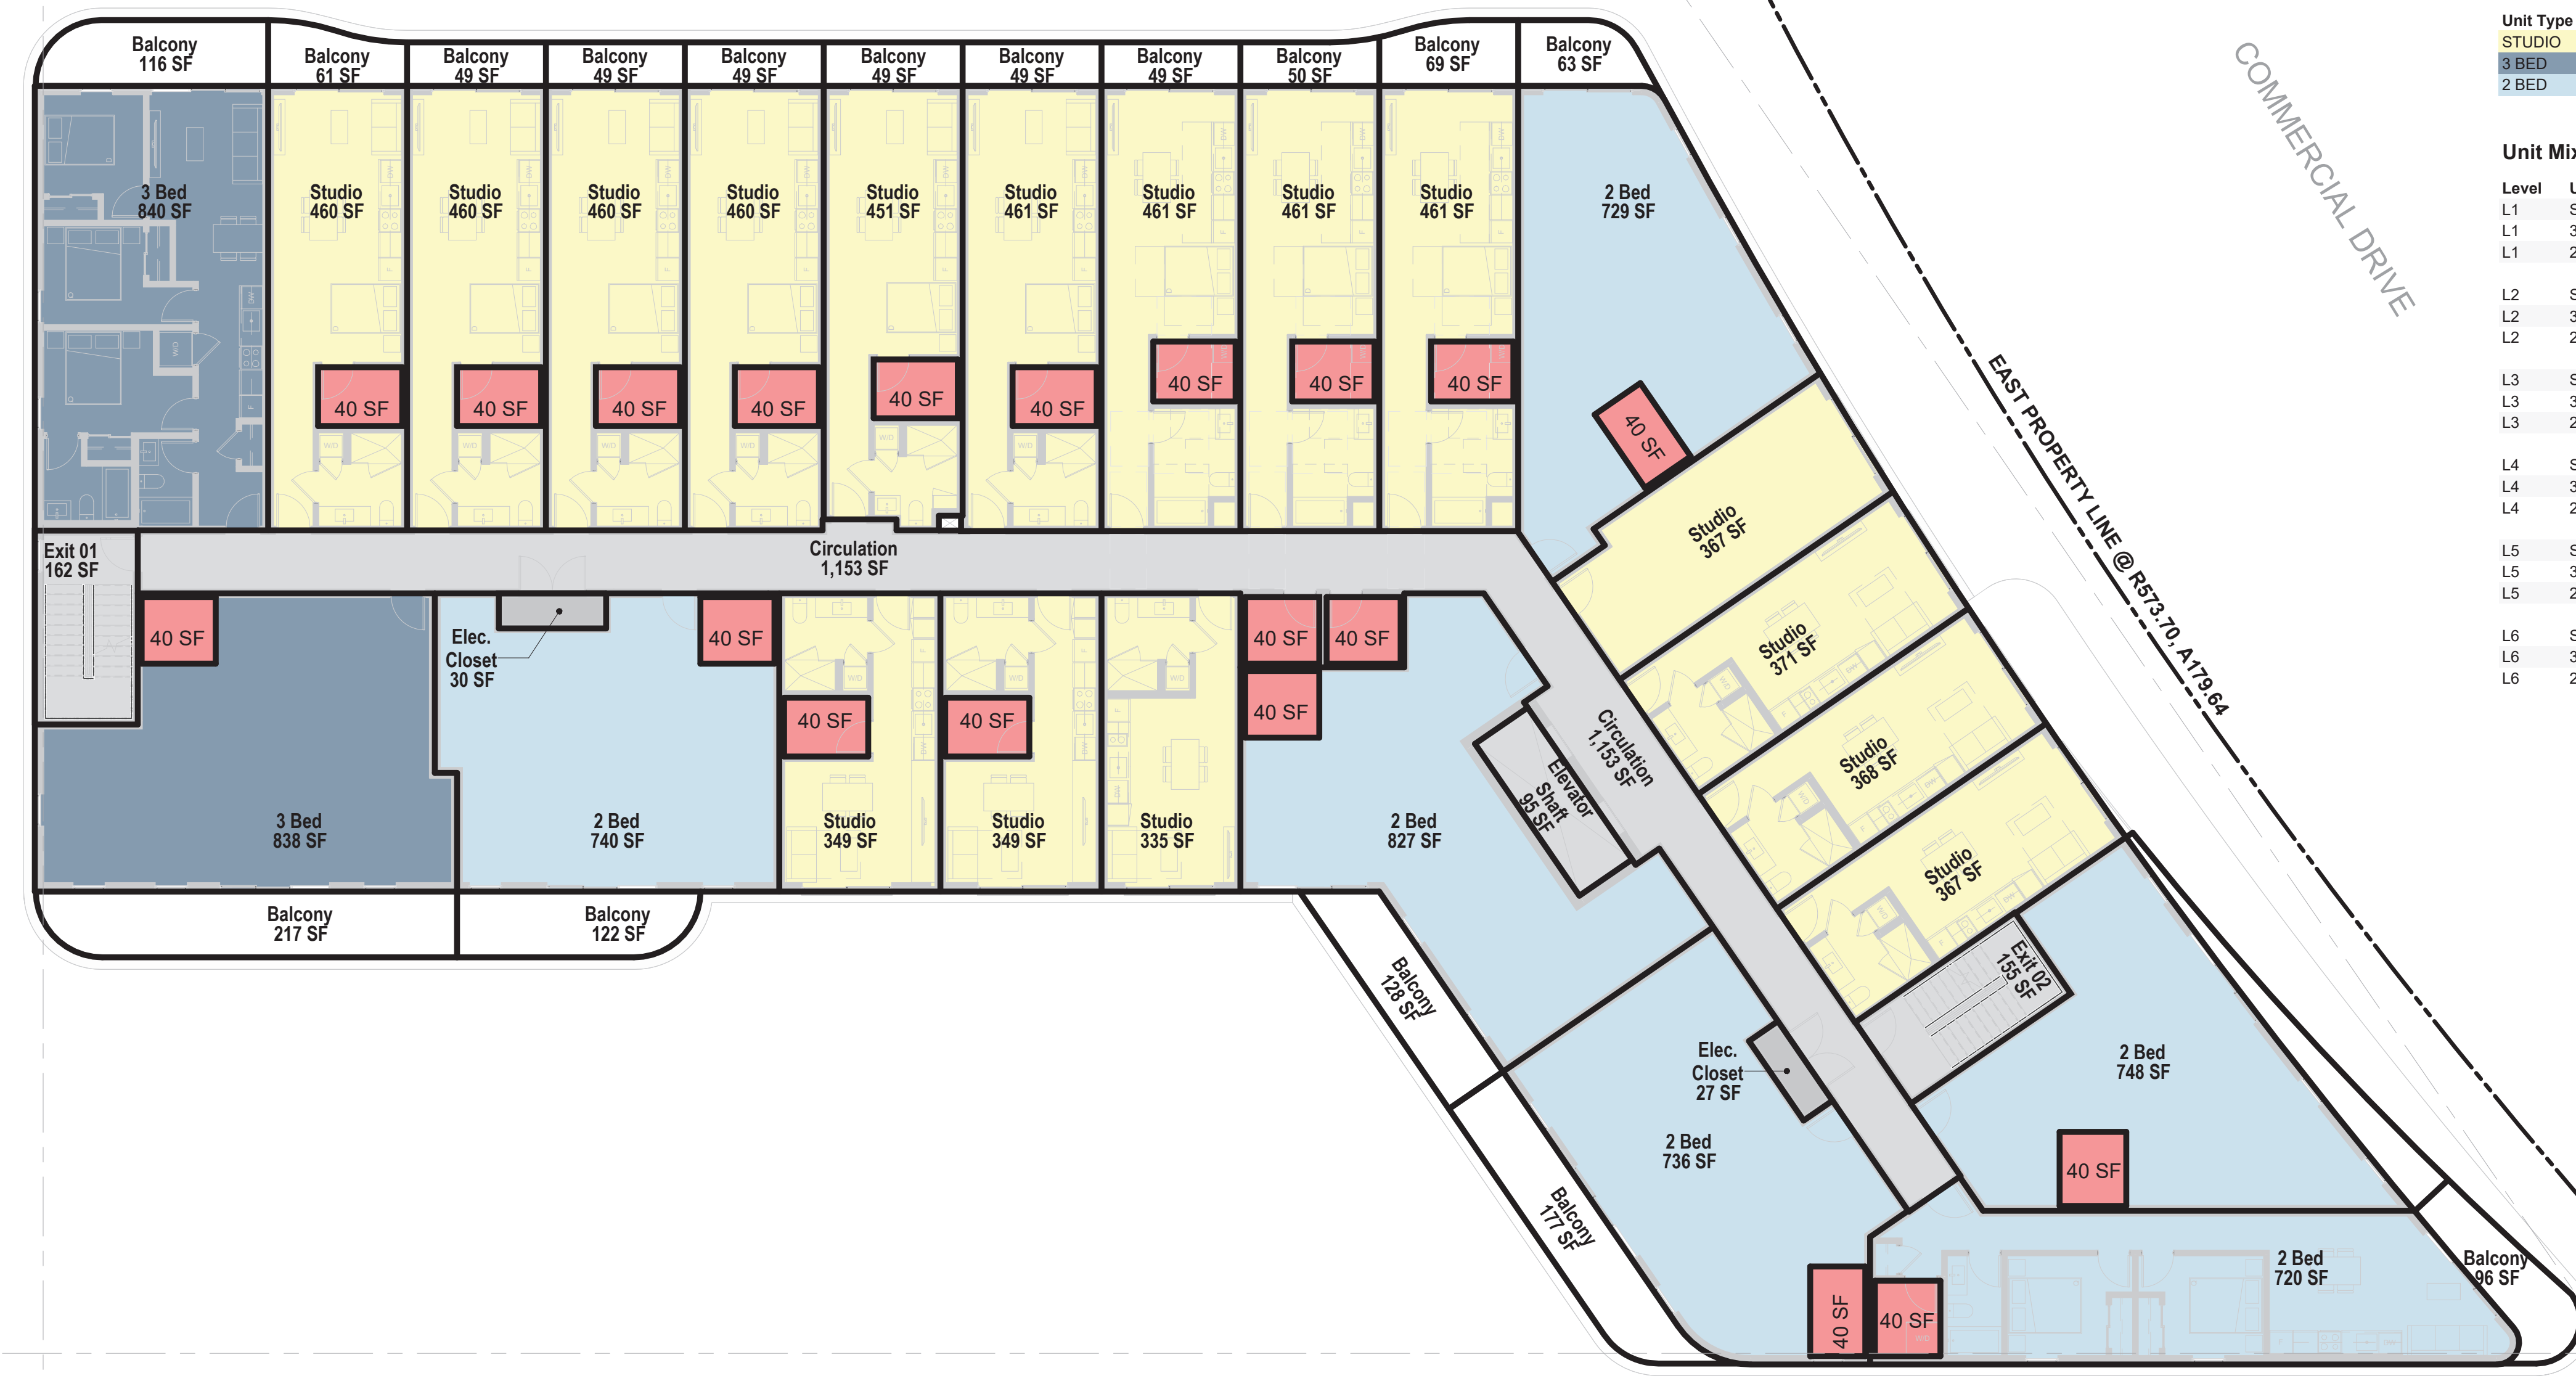 Balcony
116 SF
Balcony
61 SF
Balcony
49 SF
Balcony
49 SF
Balcony
49 SF
Balcony
49 SF
Balcony
49 SF
Balcony
49 SF
Balcony
50 SF
Balcony
69 SF
Balcony
63 SF
3 Bed
840 SF
Studio
460 SF
Studio
460 SF
Studio
460 SF
Studio
460 SF
Studio
451 SF
Studio
461 SF
Studio
461 SF
Studio
461 SF
Studio
461 SF
2 Bed
729 SF
40 SF
40 SF
40 SF
40 SF
40 SF
40 SF
40 SF
40 SF
40 SF
40 SF
Exit 01
162 SF
Circulation
1,153 SF
Studio
367 SF
Studio
371 SF
Studio
368 SF
Studio
367 SF
40 SF
Elec.
Closet
30 SF
40 SF
40 SF
40 SF
40 SF
40 SF
40 SF
3 Bed
838 SF
2 Bed
740 SF
Studio
349 SF
Studio
349 SF
Studio
335 SF
2 Bed
827 SF
Elevator
Shaft
95 SF
Circulation
1,153 SF
Balcony
217 SF
Balcony
122 SF
Balcony
128 SF
Exit 02
155 SF
Elec.
Closet
27 SF
2 Bed
736 SF
2 Bed
748 SF
40 SF
Balcony
177 SF
40 SF
40 SF
2 Bed
720 SF
Balcony
96 SF
COMMERCIAL DRIVE
EAST PROPERTY LINE @ R573.70, A179.64
Unit Type
STUDIO
3 BED
2 BED
Unit Mix
Level
L1 S
L1 3
L1 2
L2 S
L2 3
L2 2
L3 S
L3 3
L3 2
L4 S
L4 3
L4 2
L5 S
L5 3
L5 2
L6 S
L6 3
L6 2